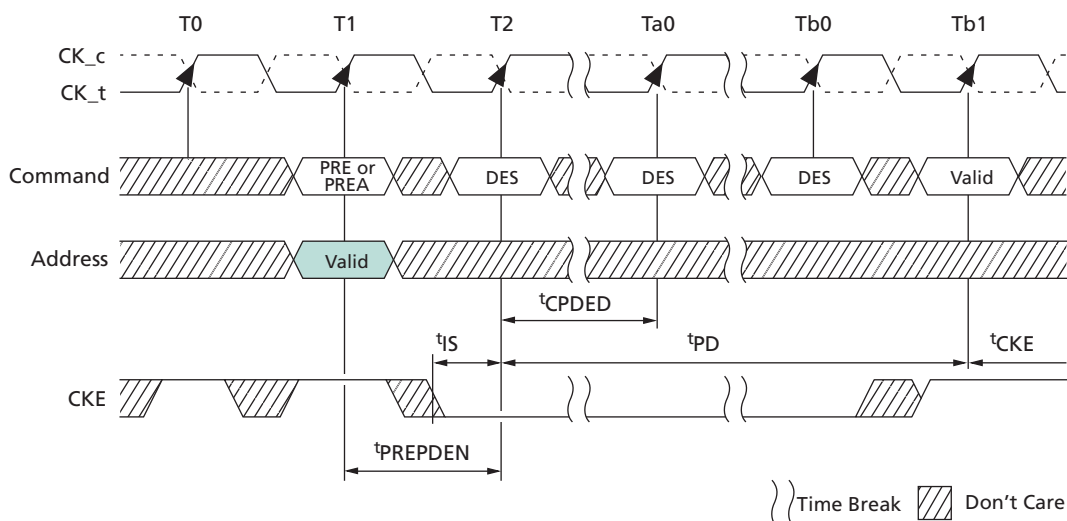 T0 T1 T2 Ta0 Tb0 Tb1
CK_c
CK_t
Command PRE or PREA DES DES DES Valid
Address Valid
tCPDED
tIS tPD tCKE
CKE
tPREPDEN
Time Break Don't Care